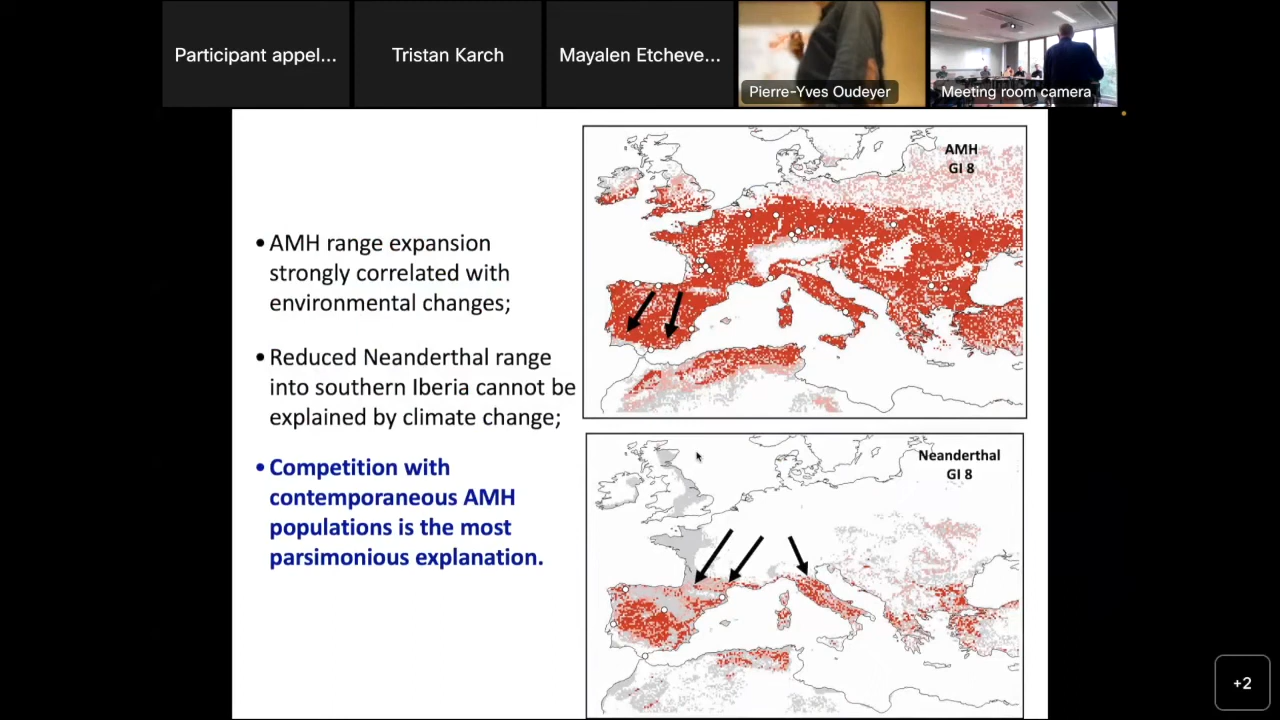 Participant appel...
Tristan Karch
Mayalen Etcheve...
Pierre-Yves Oudeyer
Meeting room camera
• AMH range expansion
strongly correlated with
environmental changes;
• Reduced Neanderthal range
into southern Iberia cannot be
explained by climate change;
• Competition with
contemporaneous AMH
populations is the most
parsimonious explanation.
AMH
GI 8
Neanderthal
GI 8
+2